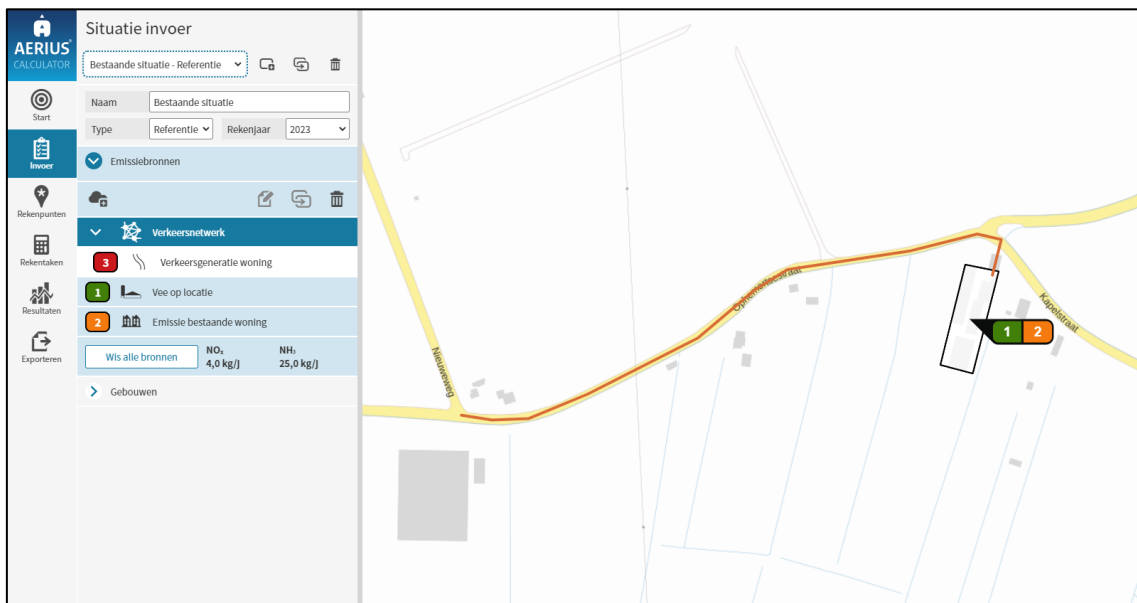 AERIUS
CALCULATOR
Start
Invoer
Rekenpunten
Rekentaken
Resultaten
Exporteren
Situatie invoer
Bestaande situatie - Referentie
Naam Bestaande situatie
Type Referentie Rekenjaar 2023
Emissiebronnen
Verkeersnetwerk
3 Verkeersgeneratie woning
1 Vee op locatie
2 Emissie bestaande woning
Wis alle bronnen
NOₓ NH₃
4,0 kg/j 25,0 kg/j
Gebouwen
Nieuweweg
Kapelstraat
1 2